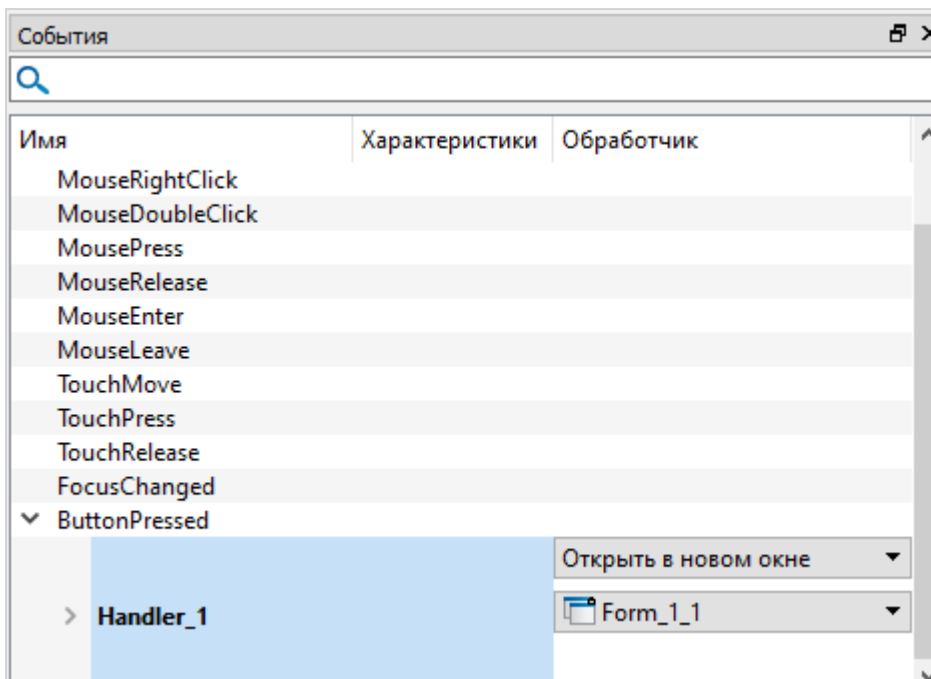 События
Имя Характеристики Обработчик
MouseRightClick
MouseDoubleClick
MousePress
MouseRelease
MouseEnter
MouseLeave
TouchMove
TouchPress
TouchRelease
FocusChanged
ButtonPressed
Открыть в новом окне
Handler_1 Form_1_1